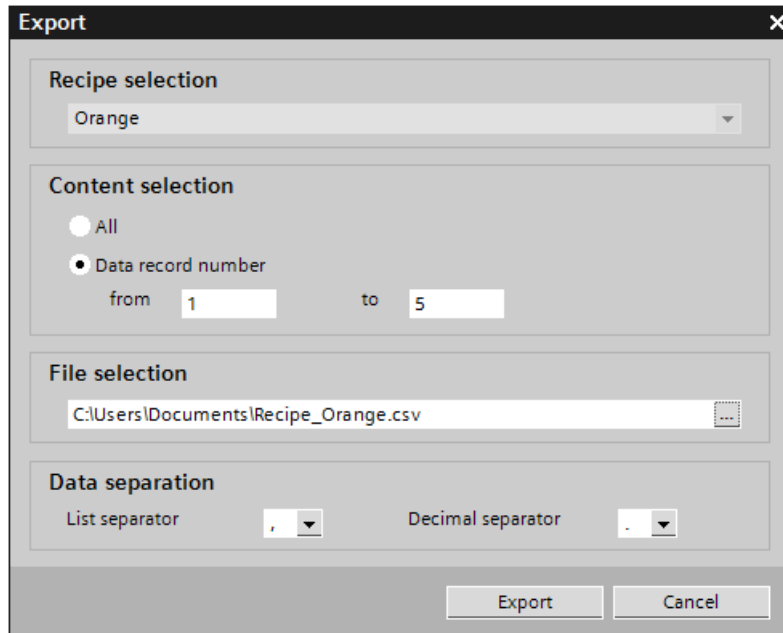 Export
Recipe selection
Orange
Content selection
All
Data record number
from 1 to 5
File selection
C:\Users\Documents\Recipe_Orange.csv ...
Data separation
List separator , Decimal separator .
Export Cancel